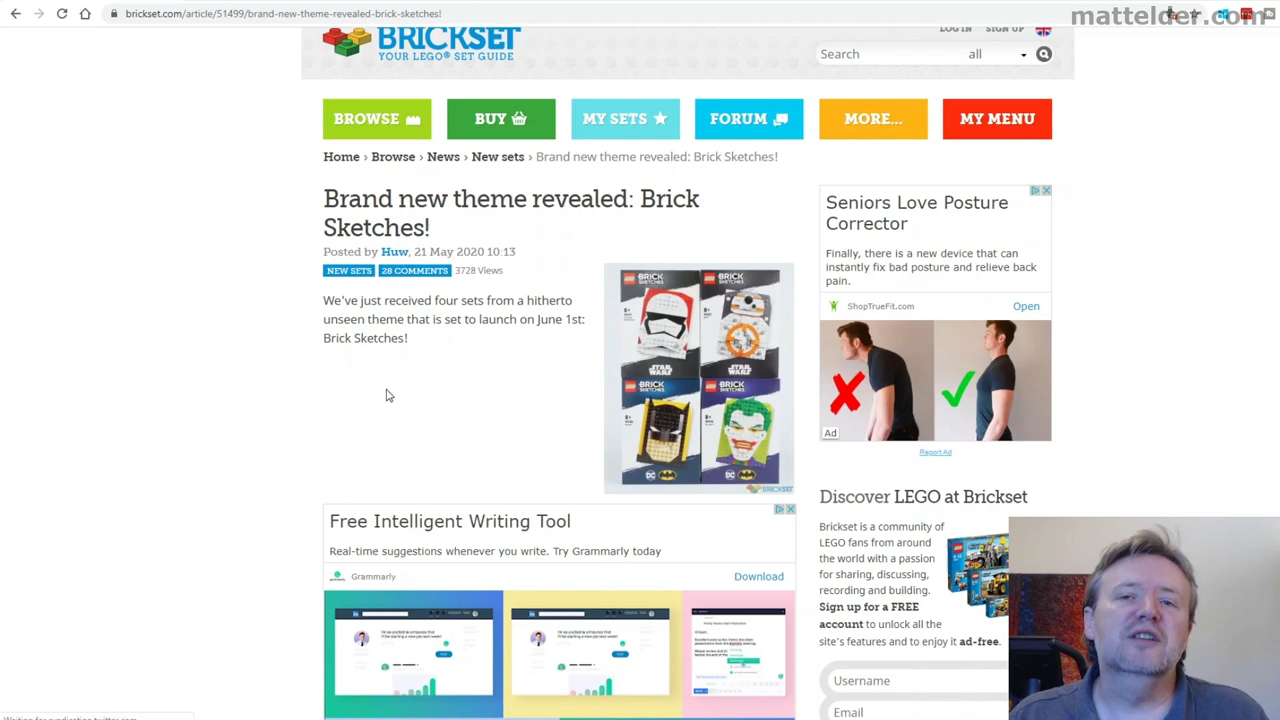 brickset.com/article/51499/brand-new-theme-revealed-brick-sketches!
mattelder.com
BRICKSET
YOUR LEGO® SET GUIDE
LOG IN SIGN UP
Search all
BROWSE BUY MY SETS FORUM MORE... MY MENU
Home › Browse › News › New sets › Brand new theme revealed: Brick Sketches!
Brand new theme revealed: Brick
Sketches!
Posted by Huw, 21 May 2020 10:13
NEW SETS 28 COMMENTS 3728 Views
We've just received four sets from a hitherto
unseen theme that is set to launch on June 1st:
Brick Sketches!
BRICK
SKETCHES
BRICK
SKETCHES
STAR
WARS
STAR
WARS
BRICK
SKETCHES
BRICK
SKETCHES
DC
DC
BRICKSET
Seniors Love Posture
Corrector
Finally, there is a new device that can
instantly fix bad posture and relieve back
pain.
ShopTrueFit.com Open
Ad
Report Ad
Free Intelligent Writing Tool
Real-time suggestions whenever you write. Try Grammarly today
Grammarly Download
Discover LEGO at Brickset
Brickset is a community of
LEGO fans from around
the world with a passion
for sharing, discussing,
recording and building.
Sign up for a FREE
account to unlock all the
site's features and to enjoy it ad-free.
Username
Email